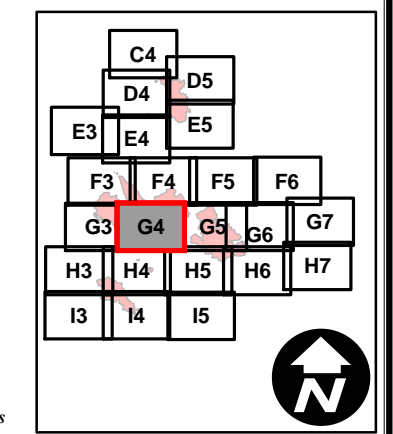 C4
D4 D5
E3 E4 E5
F3 F4 F5 F6
G3 G4 G5 G6 G7
H3 H4 H5 H6 H7
I3 I4 I5
N
s